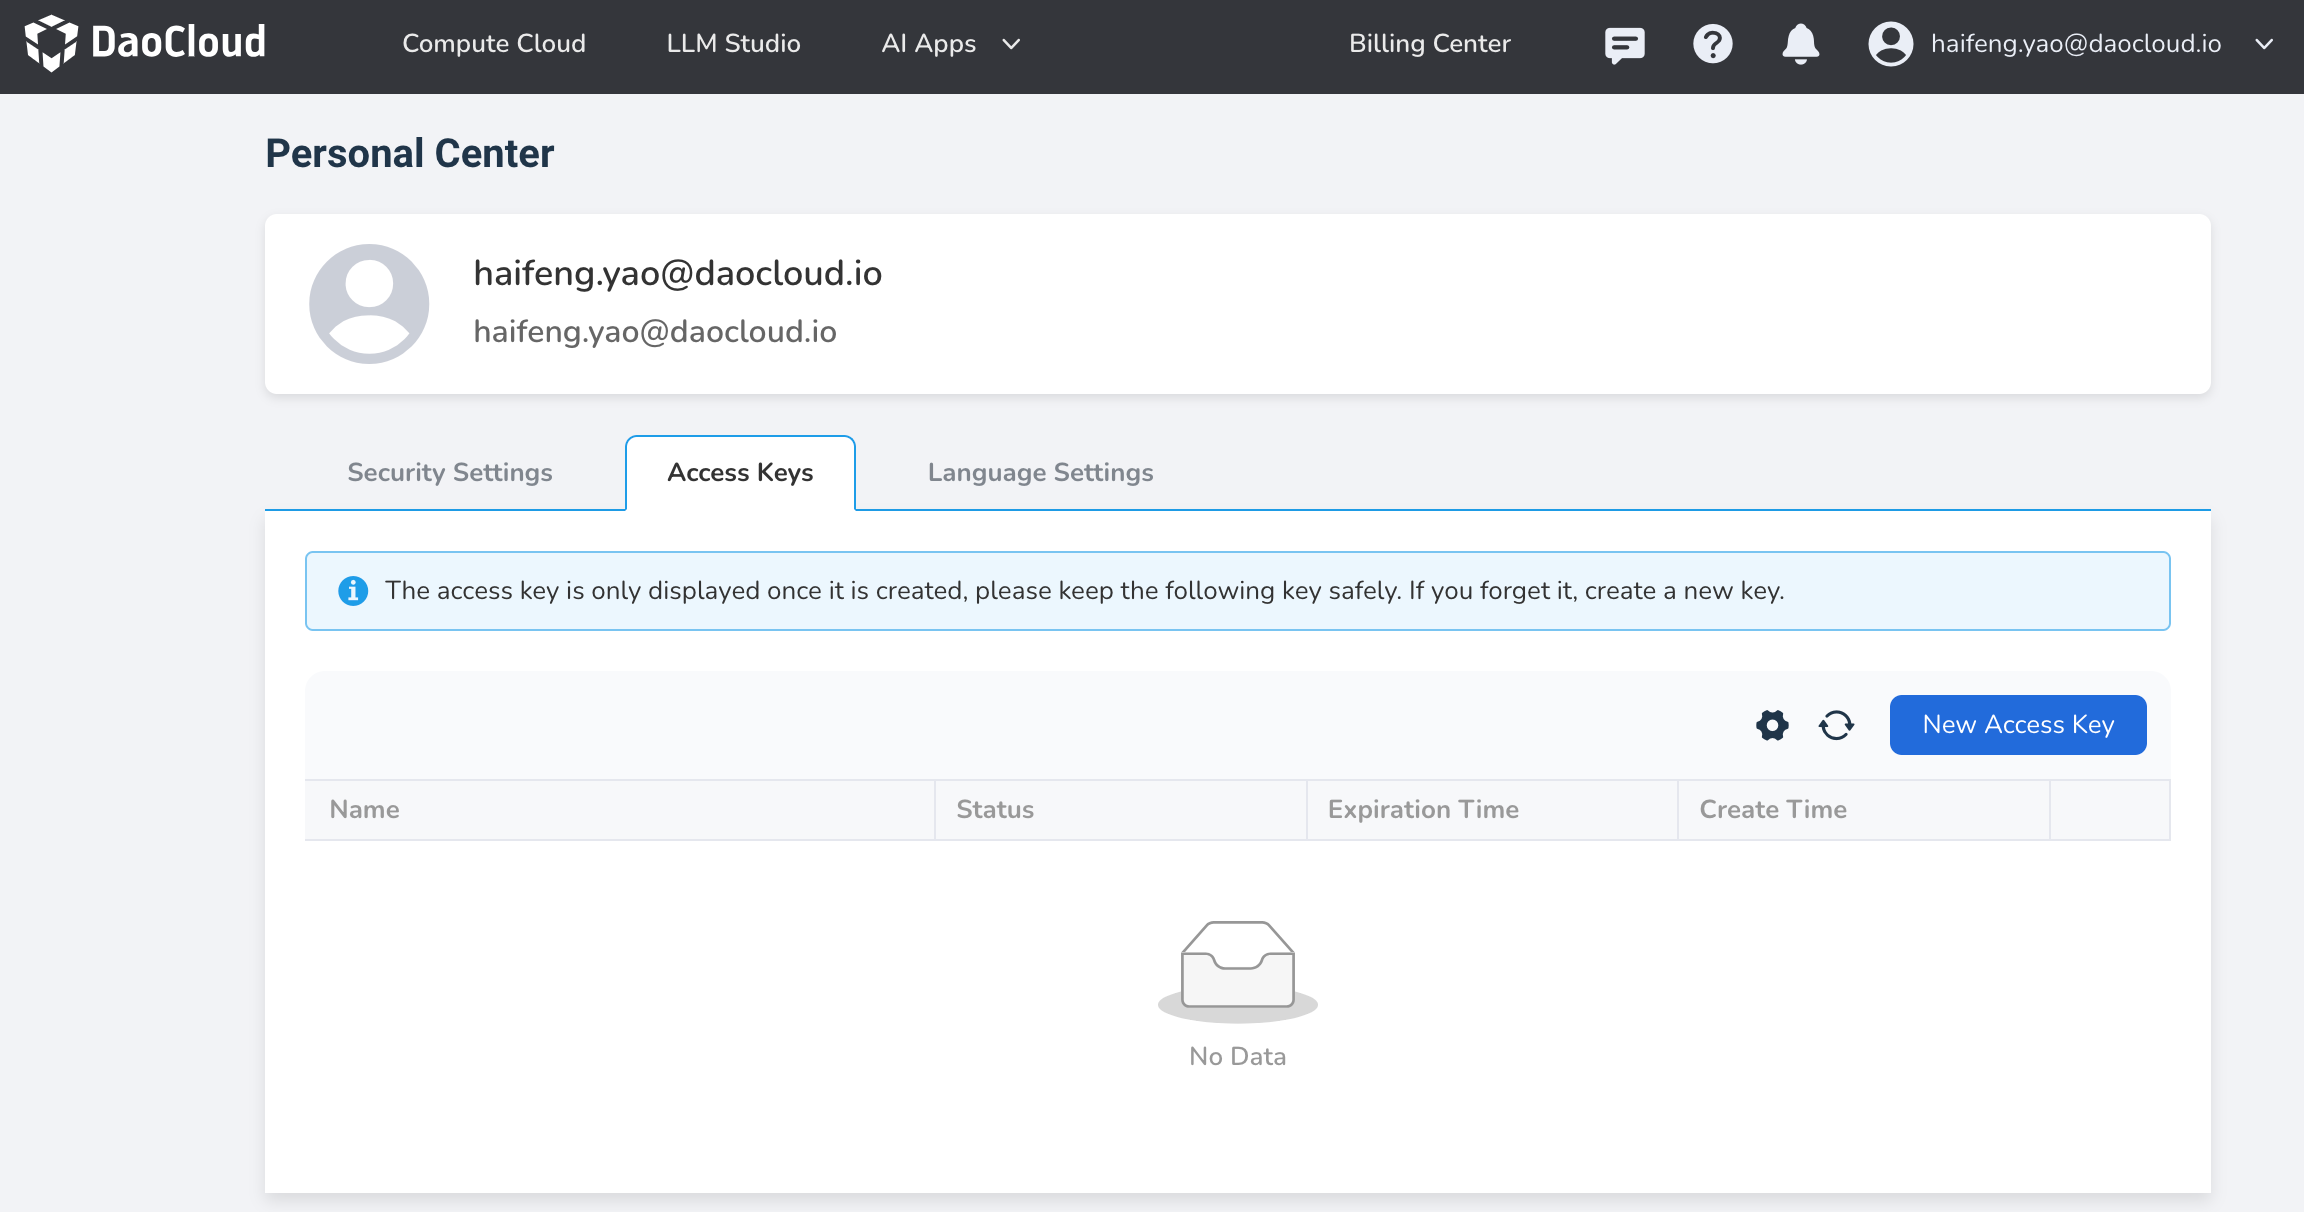 DaoCloud
Compute Cloud
LLM Studio
AI Apps
Billing Center
haifeng.yao@daocloud.io
Personal Center
haifeng.yao@daocloud.io
haifeng.yao@daocloud.io
Security Settings
Access Keys
Language Settings
The access key is only displayed once it is created, please keep the following key safely. If you forget it, create a new key.
New Access Key
Name
Status
Expiration Time
Create Time
No Data